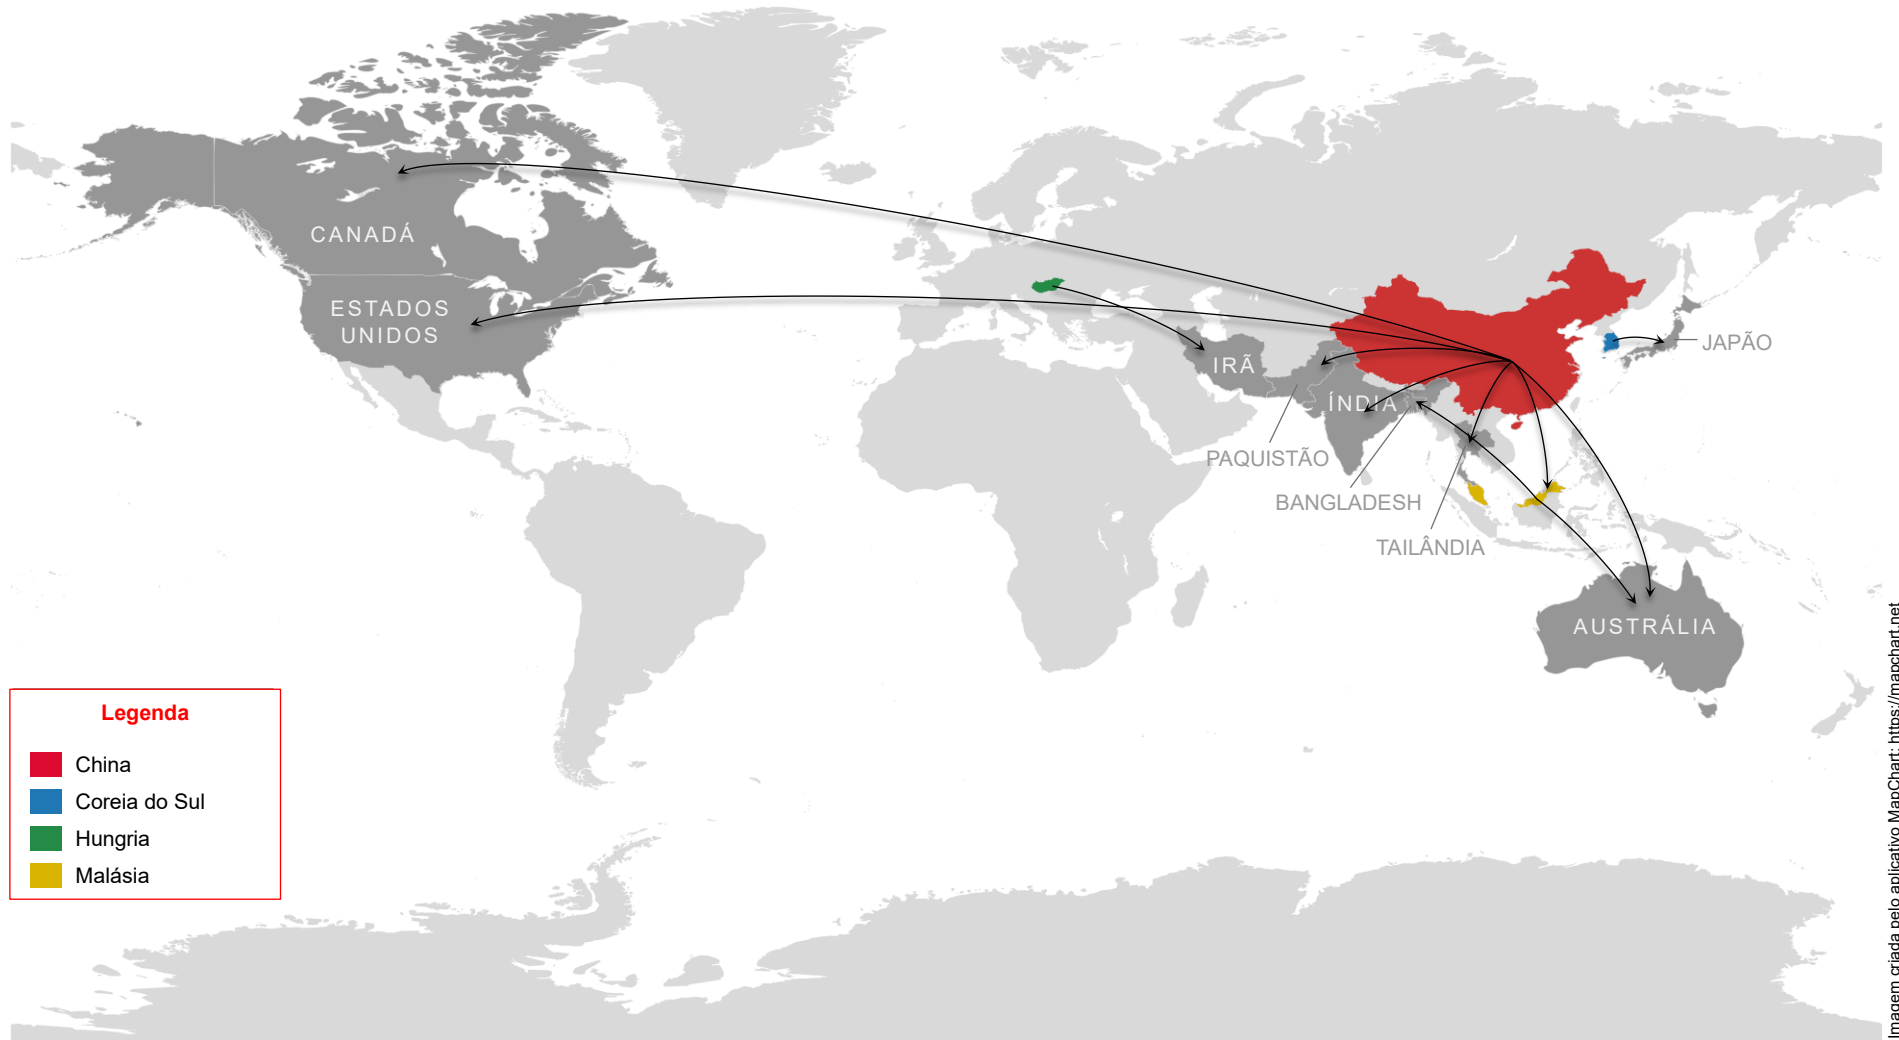 CANADÁ
ESTADOS
UNIDOS
JAPÃO
IRÃ
ÍNDIA
PAQUISTÃO
BANGLADESH
TAILÂNDIA
AUSTRÁLIA
Legenda
China
Coreia do Sul
Hungria
Malásia
Imagem criada pelo aplicativo MapChart: https://mapchart.net